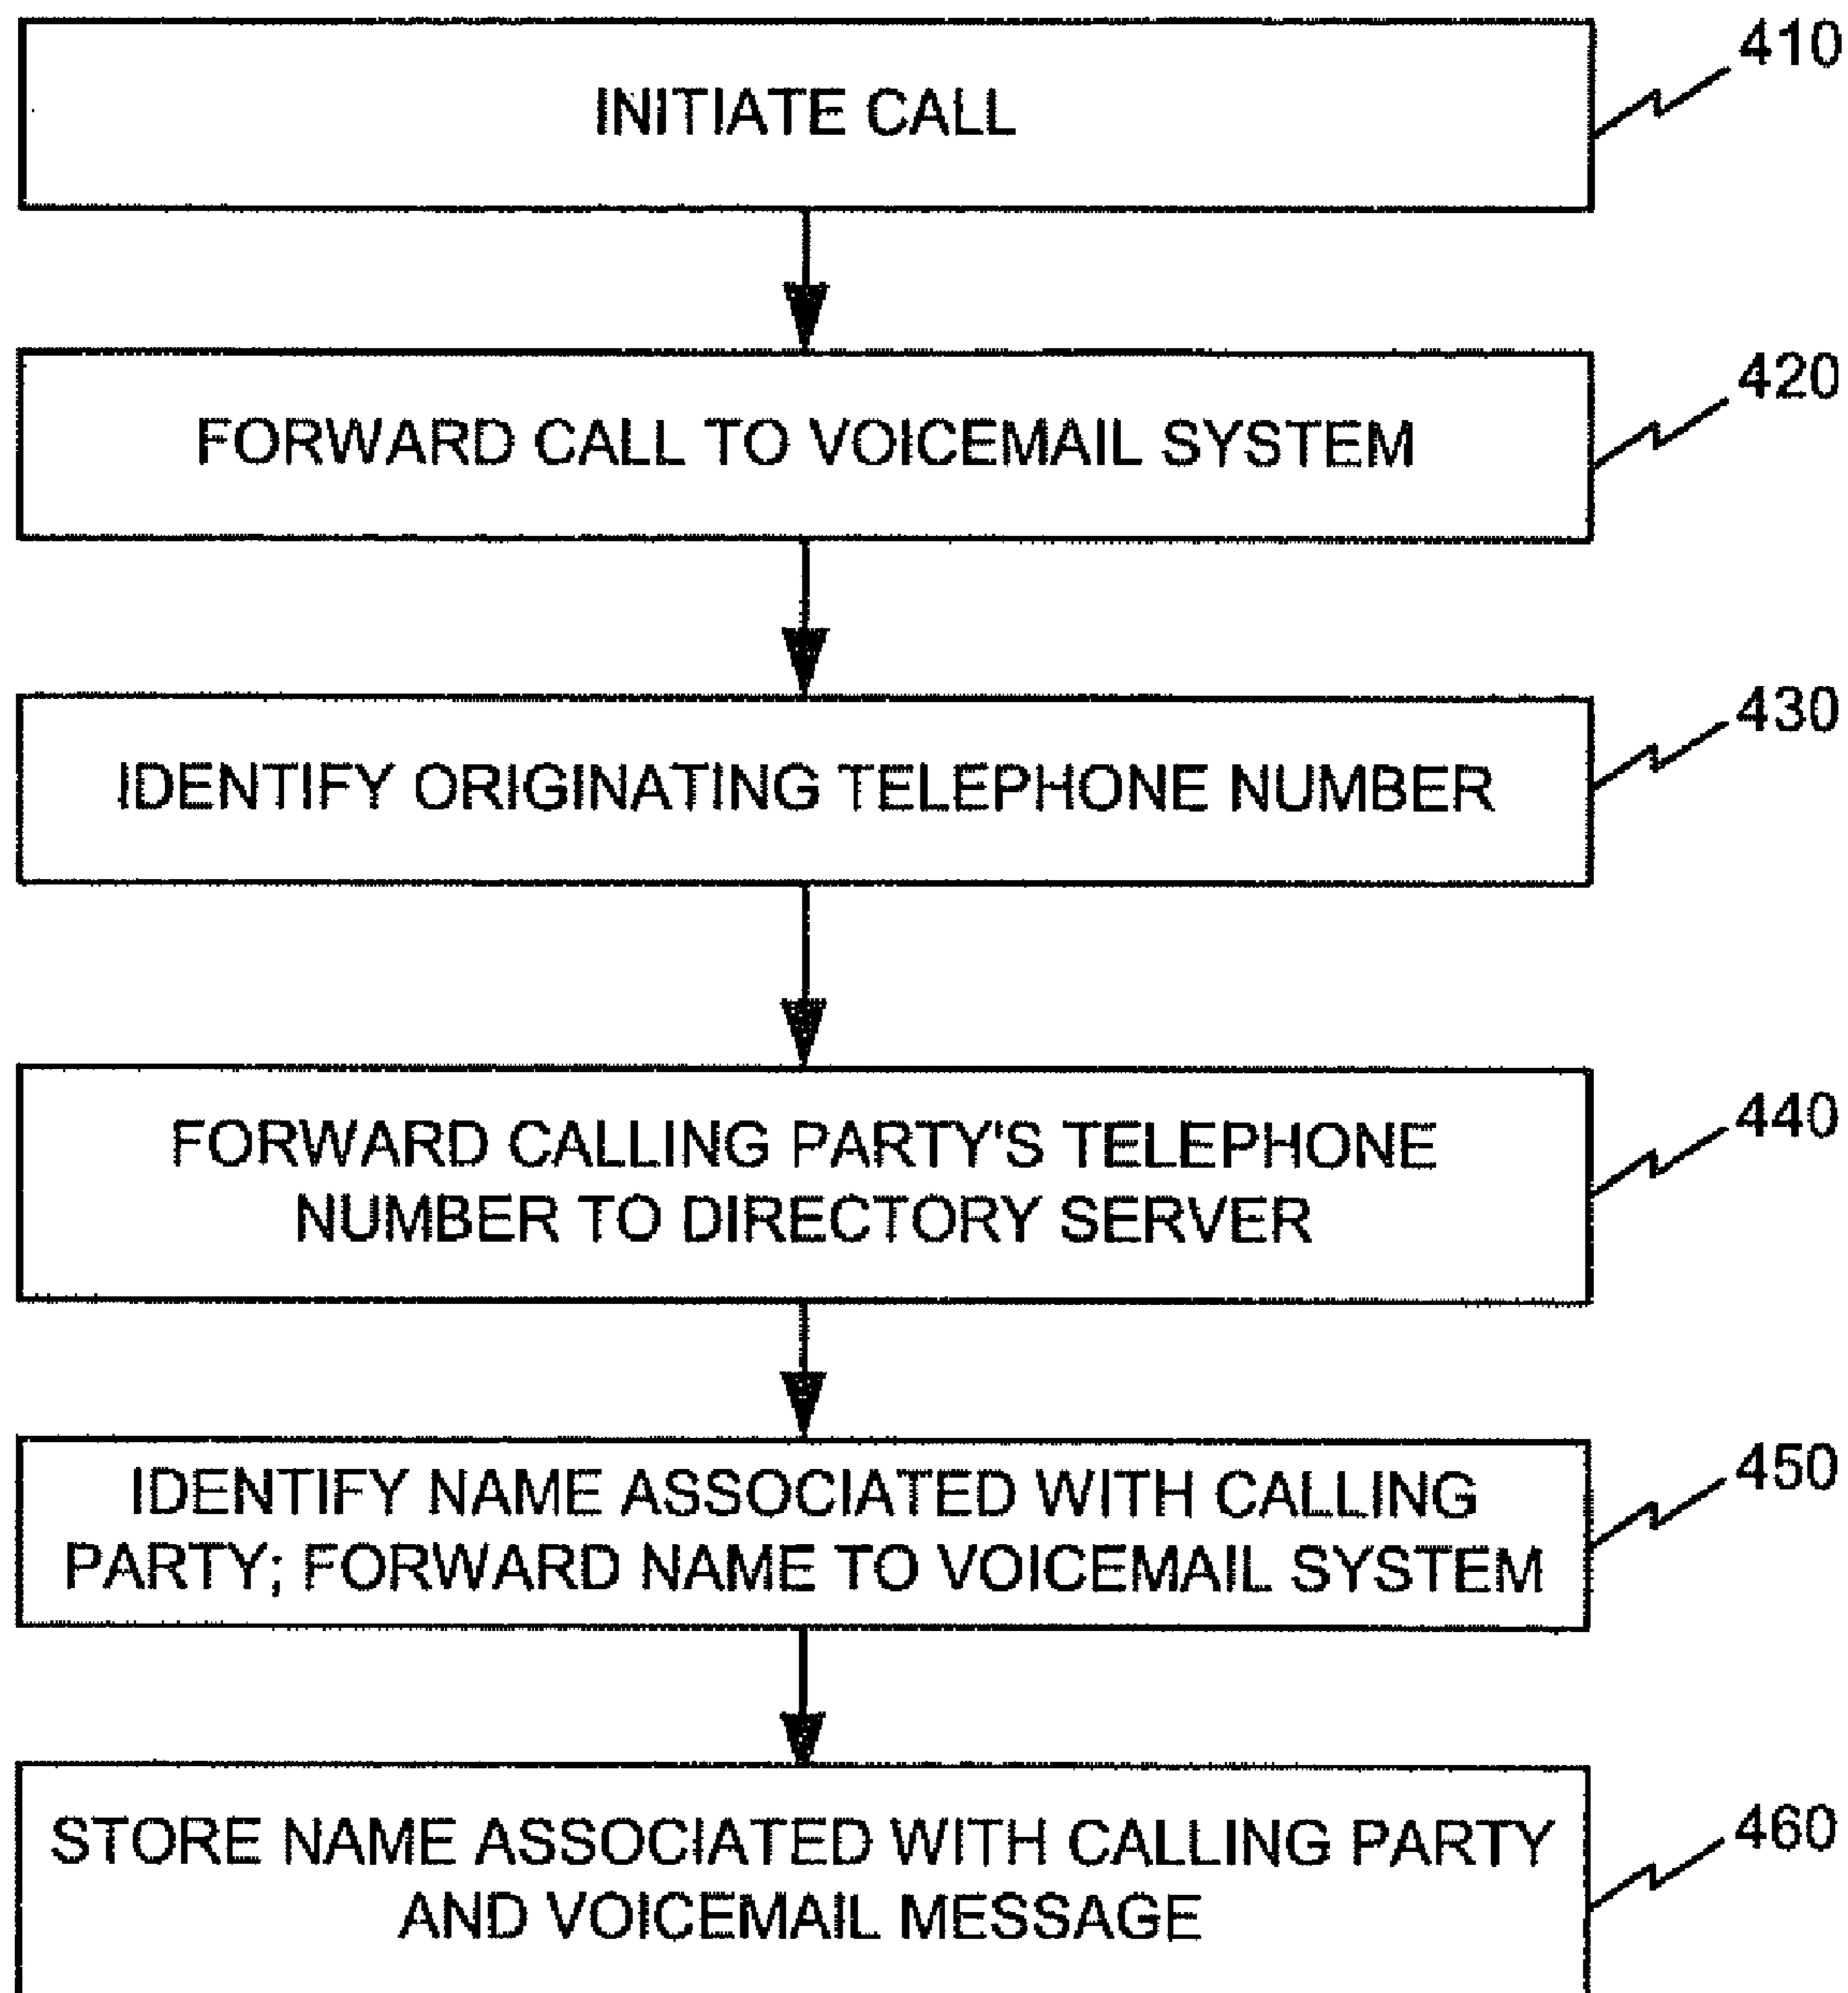 INITIATE CALL
410
FORWARD CALL TO VOICEMAIL SYSTEM
420
IDENTIFY ORIGINATING TELEPHONE NUMBER
430
FORWARD CALLING PARTY'S TELEPHONE
NUMBER TO DIRECTORY SERVER
440
IDENTIFY NAME ASSOCIATED WITH CALLING
PARTY; FORWARD NAME TO VOICEMAIL SYSTEM
450
STORE NAME ASSOCIATED WITH CALLING PARTY
AND VOICEMAIL MESSAGE
460